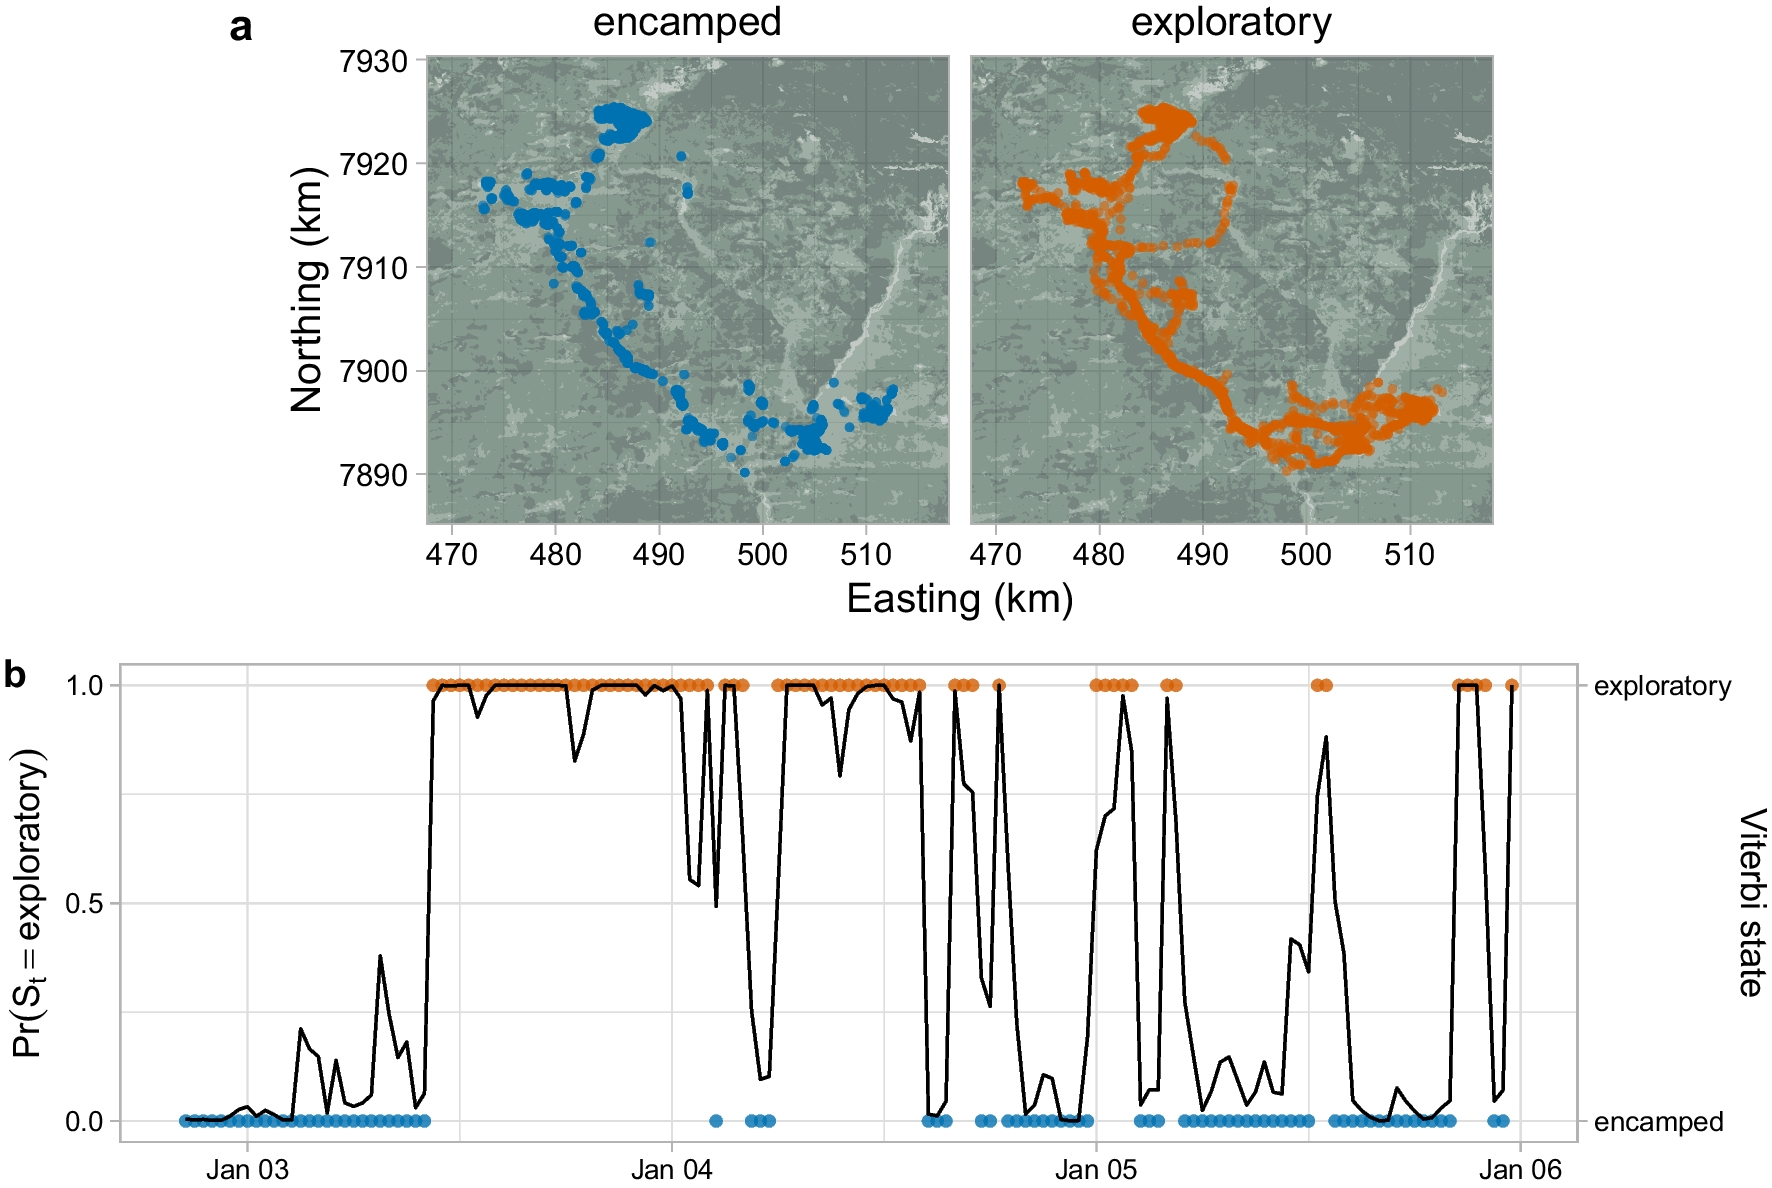 a
encamped
exploratory
7930
7920
7910
7900
7890
Northing (km)
470 480 490 500 510
470 480 490 500 510
Easting (km)
b
1.0
0.5
0.0
Pr(St = exploratory)
exploratory
encamped
Viterbi state
Jan 03 Jan 04 Jan 05 Jan 06